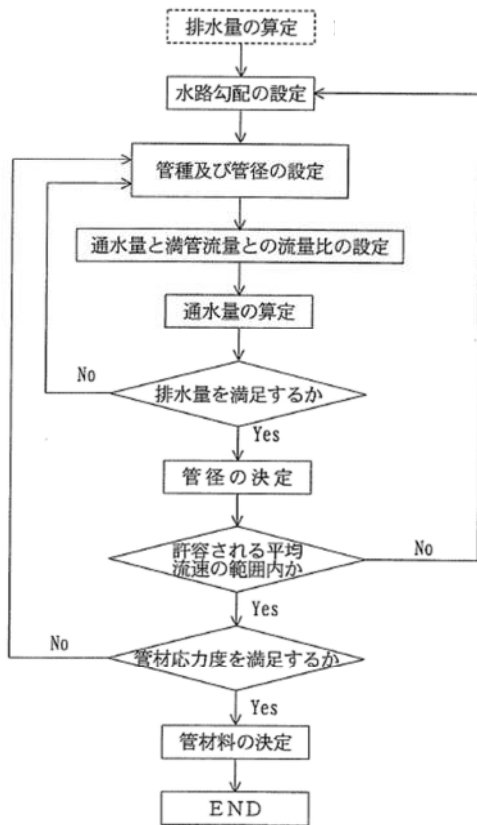 排水量の算定
水路勾配の設定
管種及び管径の設定
通水量と満管流量との流量比の設定
通水量の算定
No
排水量を満足するか
Yes
管径の決定
許容される平均
流速の範囲内か
No
Yes
No
管材応力度を満足するか
Yes
管材料の決定
END